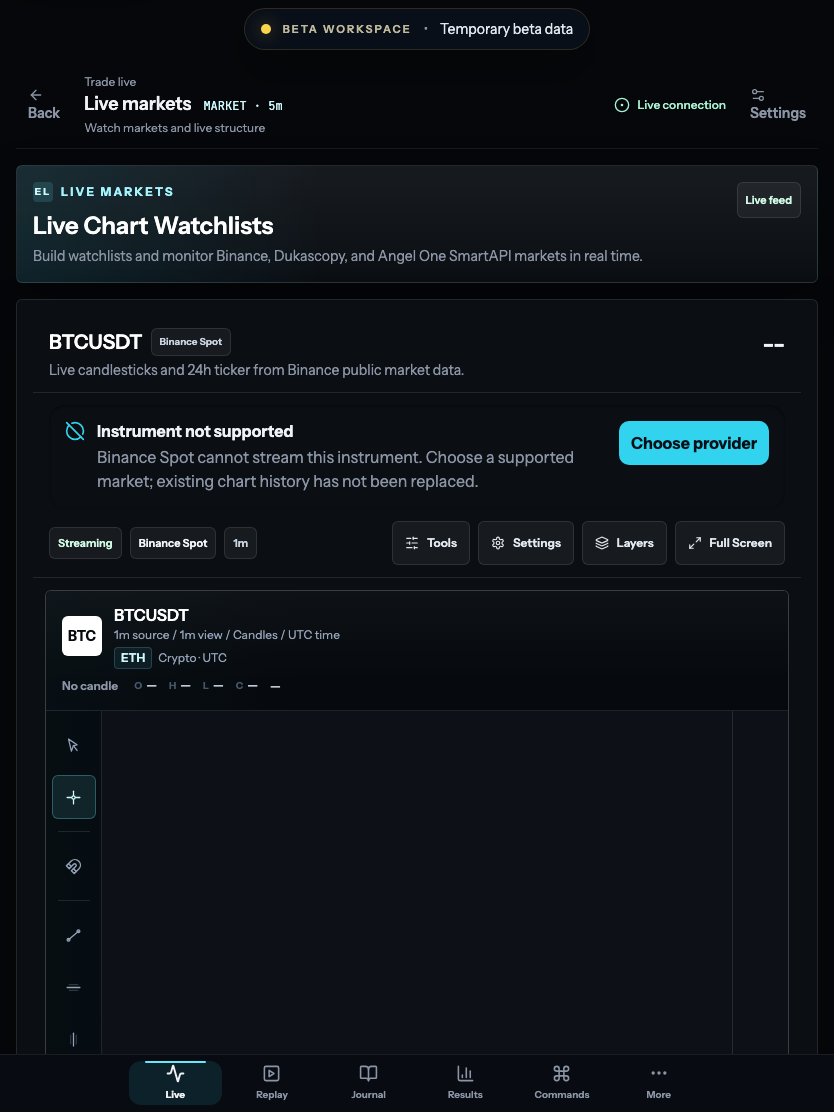 BETA WORKSPACE · Temporary beta data
Trade live
Back
Live markets MARKET · 5m
Watch markets and live structure
Live connection
Settings
EL LIVE MARKETS
Live Chart Watchlists
Build watchlists and monitor Binance, Dukascopy, and Angel One SmartAPI markets in real time.
Live feed
BTCUSDT Binance Spot
--
Live candlesticks and 24h ticker from Binance public market data.
Instrument not supported
Binance Spot cannot stream this instrument. Choose a supported
market; existing chart history has not been replaced.
Choose provider
Streaming Binance Spot 1m
Tools Settings Layers Full Screen
BTC
BTCUSDT
1m source / 1m view / Candles / UTC time
ETH Crypto · UTC
No candle O — H — L — C — —
Live Replay Journal Results Commands More